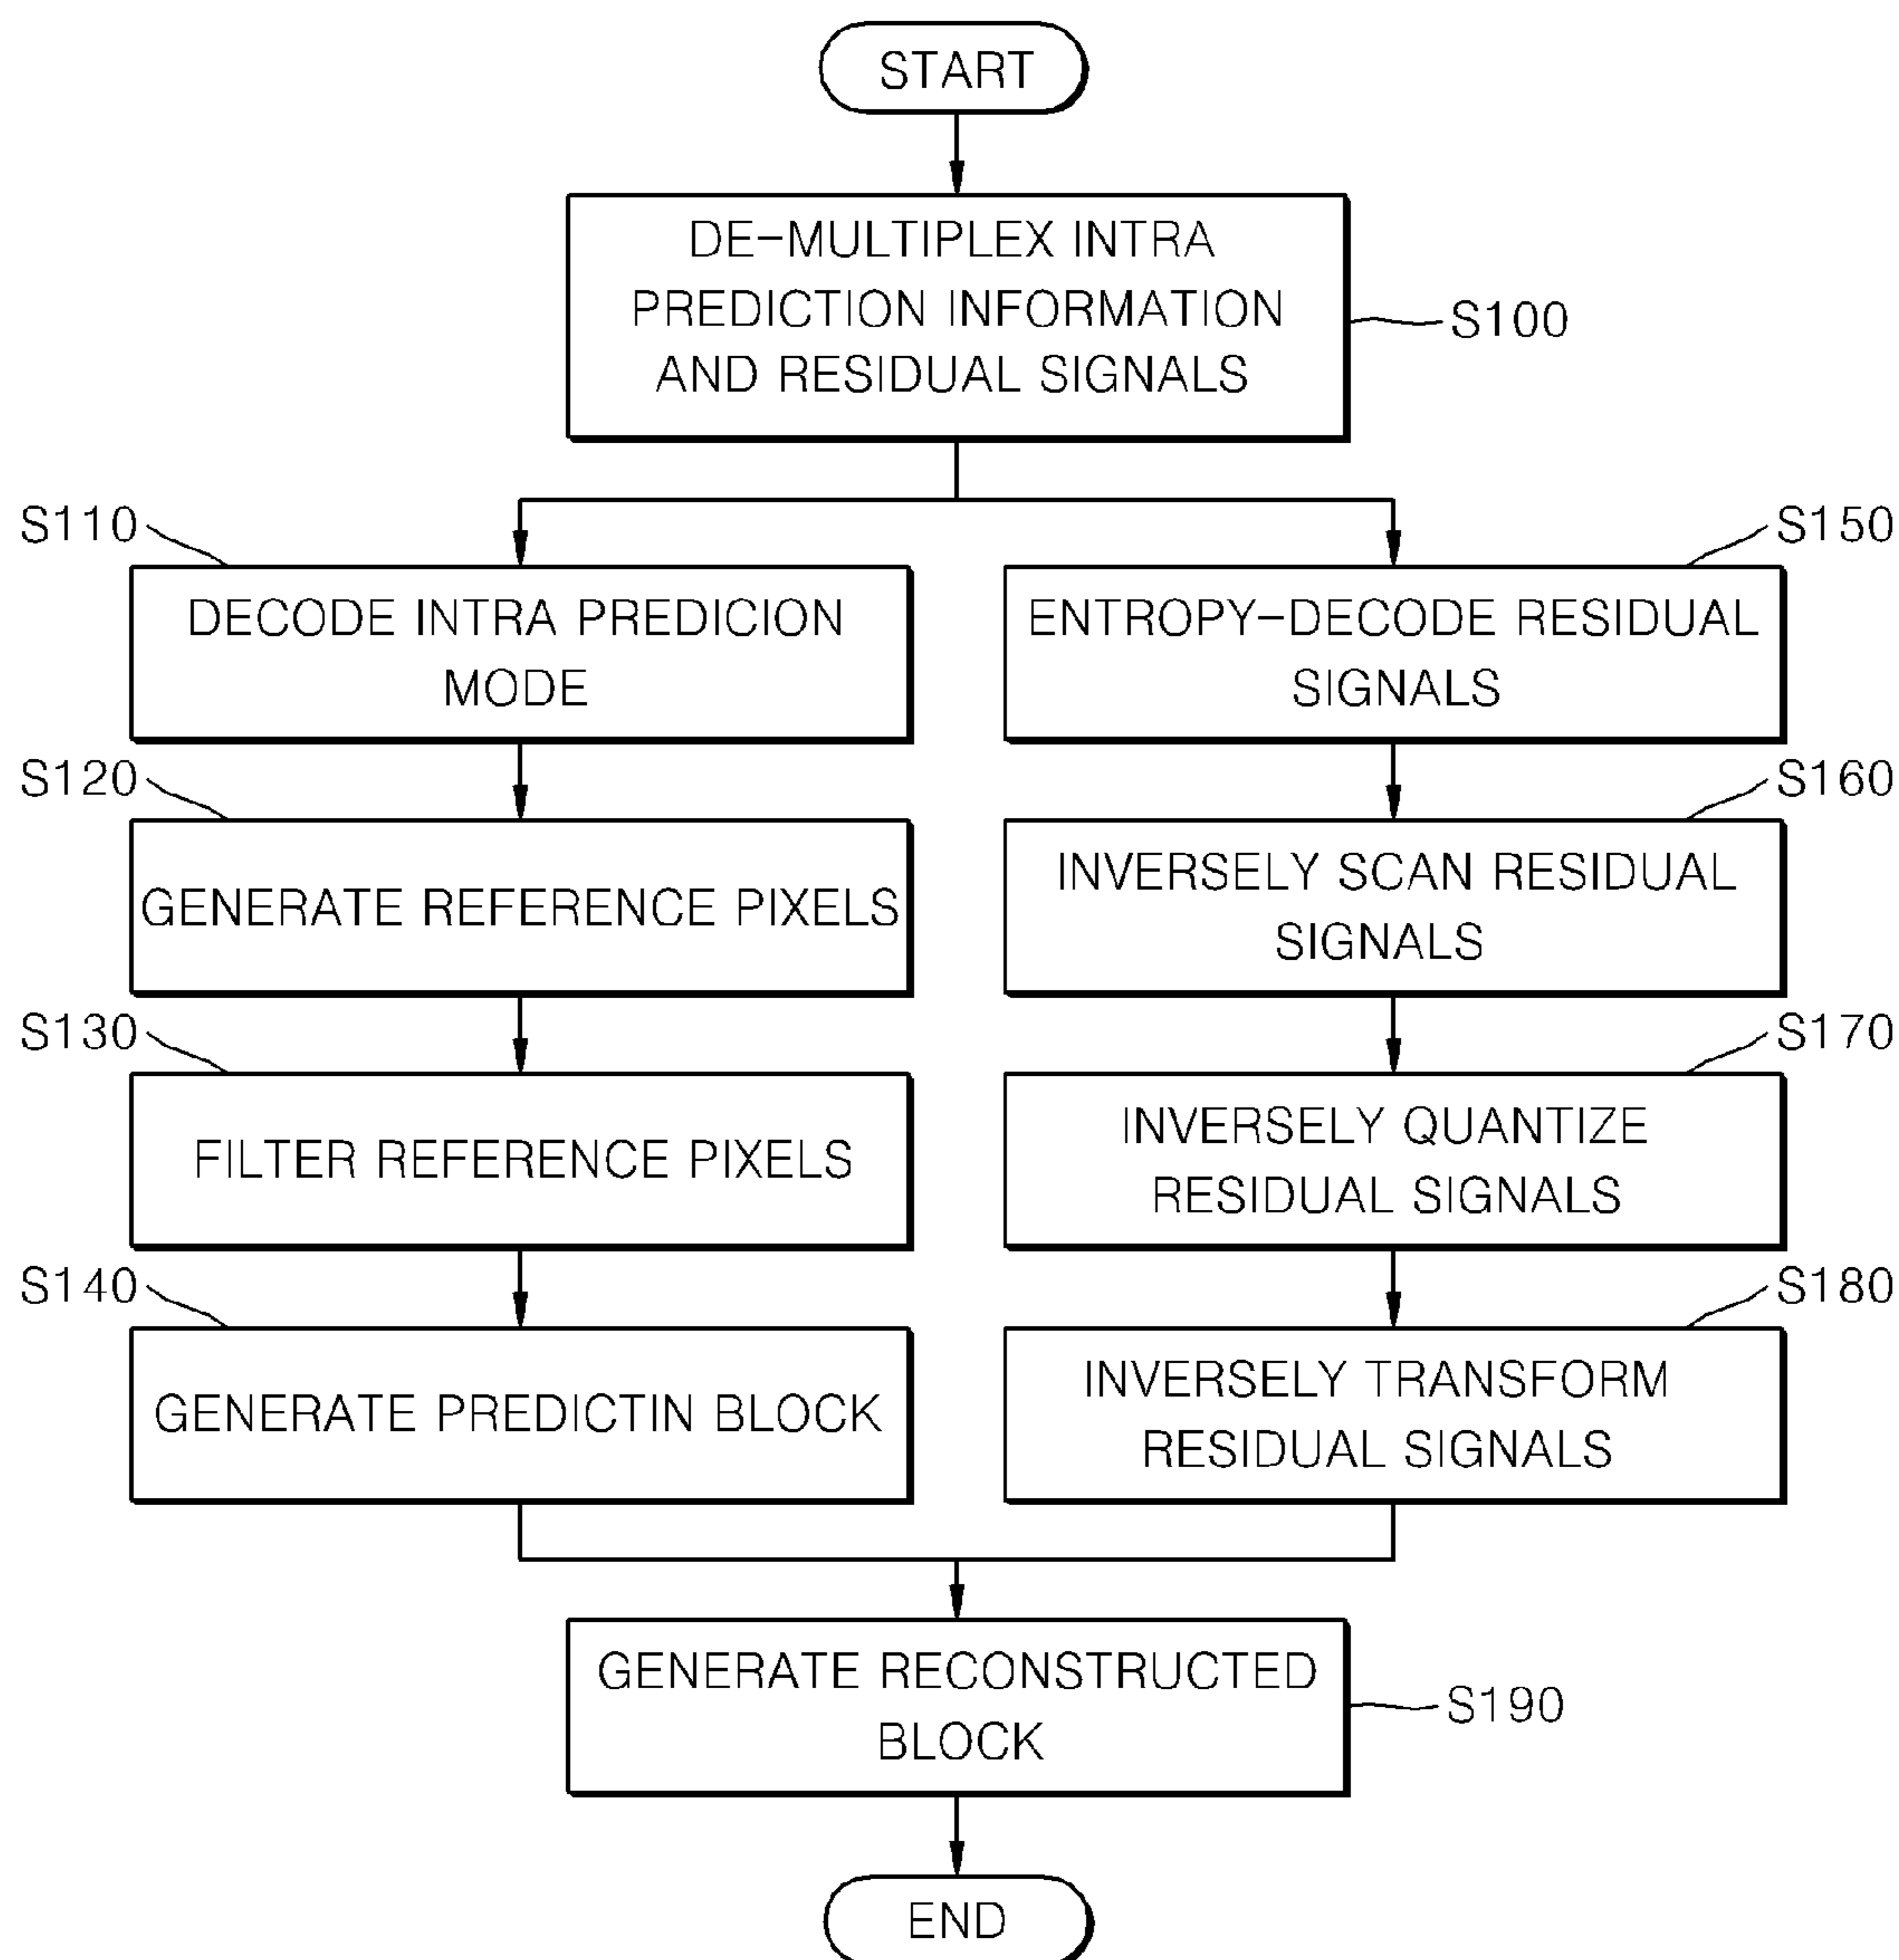 START
DE-MULTIPLEX INTRA
PREDICTION INFORMATION
AND RESIDUAL SIGNALS
S100
S110
DECODE INTRA PREDICION
MODE
S150
ENTROPY-DECODE RESIDUAL
SIGNALS
S120
GENERATE REFERENCE PIXELS
S160
INVERSELY SCAN RESIDUAL
SIGNALS
S130
FILTER REFERENCE PIXELS
S170
INVERSELY QUANTIZE
RESIDUAL SIGNALS
S140
GENERATE PREDICTIN BLOCK
S180
INVERSELY TRANSFORM
RESIDUAL SIGNALS
GENERATE RECONSTRUCTED
BLOCK
S190
END